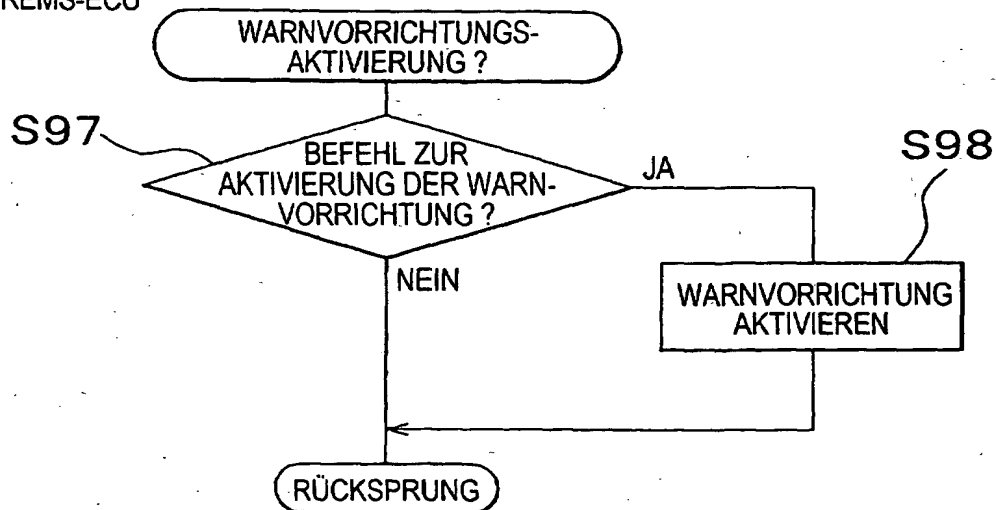 REMS-ECU
WARNVORRICHTUNGS-
AKTIVIERUNG ?
S97
BEFEHL ZUR
AKTIVIERUNG DER WARN-
VORRICHTUNG ?
JA
S98
NEIN
WARNVORRICHTUNG
AKTIVIEREN
RÜCKSPRUNG